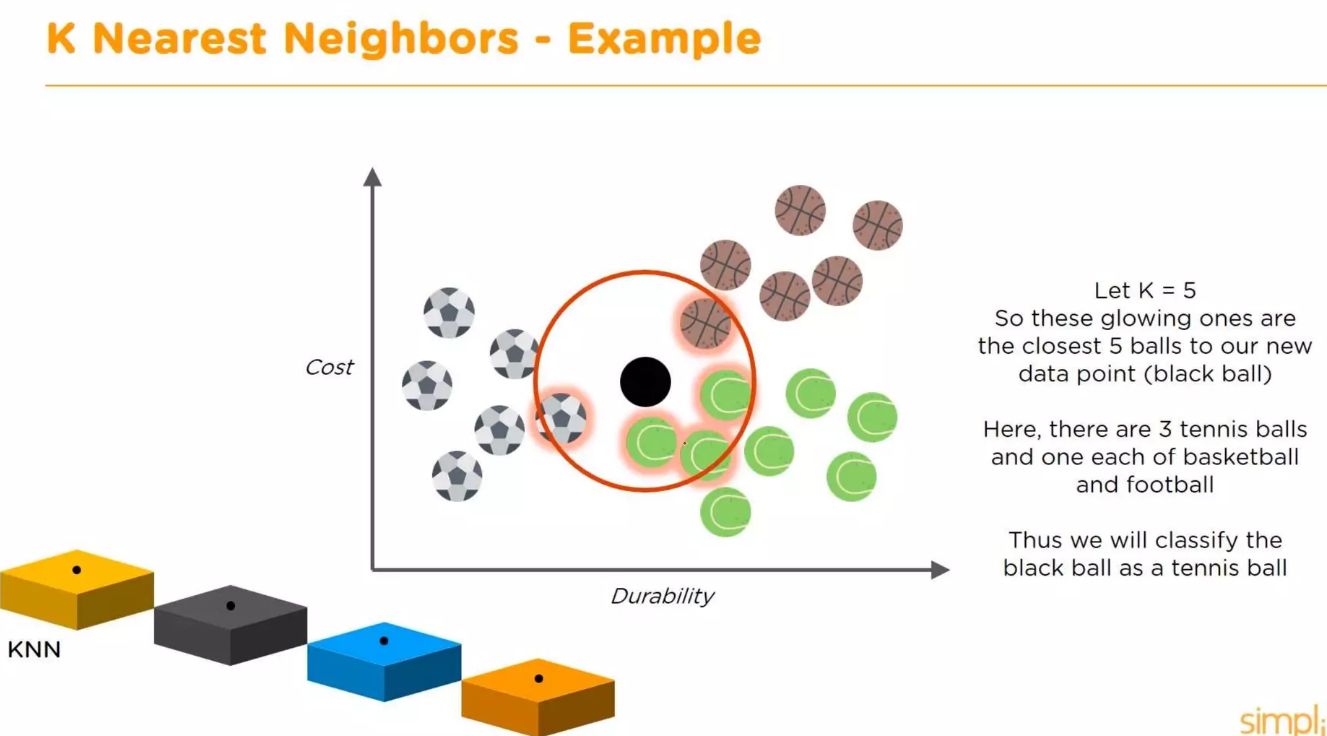 K Nearest Neighbors - Example
Cost
Durability
Let K = 5
So these glowing ones are
the closest 5 balls to our new
data point (black ball)
Here, there are 3 tennis balls
and one each of basketball
and football
Thus we will classify the
black ball as a tennis ball
KNN
simpli